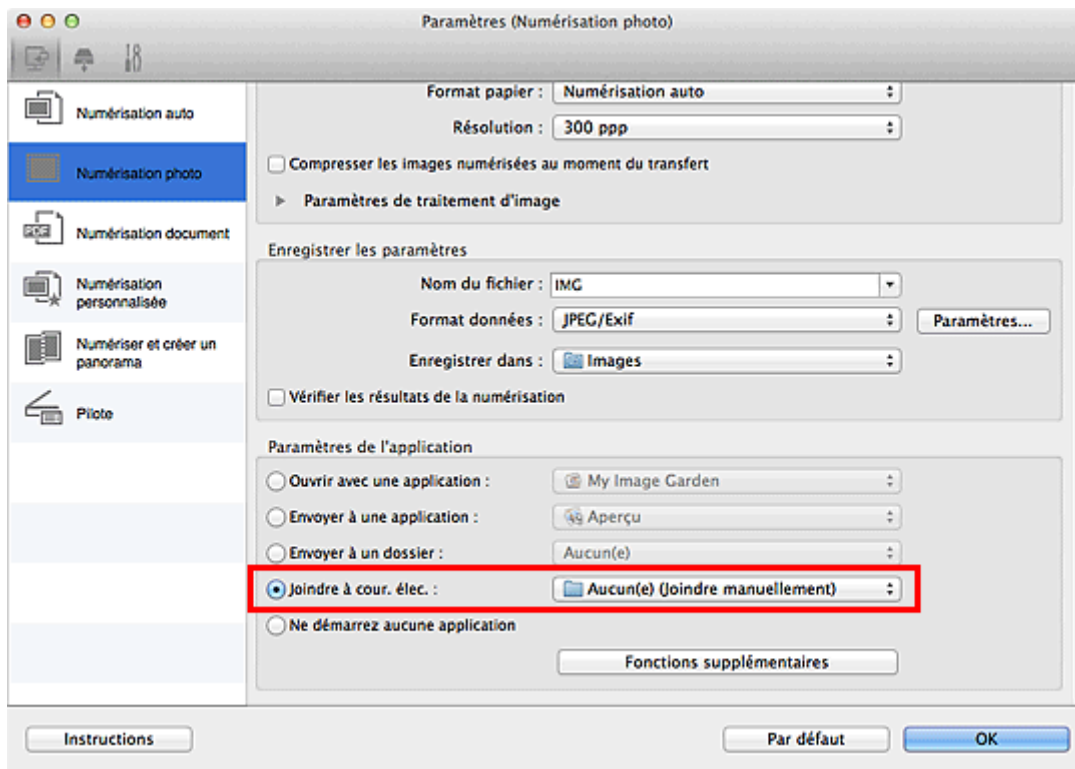 Paramètres (Numérisation photo)
Numérisation auto
Numérisation photo
PDF
Numérisation document
Numérisation
personnalisée
Numériser et créer un
panorama
Pilote
Format papier : Numérisation auto
Résolution : 300 ppp
Compresser les images numérisées au moment du transfert
Paramètres de traitement d'image
Enregistrer les paramètres
Nom du fichier : IMG
Format données : JPEG/Exif Paramètres...
Enregistrer dans : Images
Vérifier les résultats de la numérisation
Paramètres de l'application
Ouvrir avec une application : My Image Garden
Envoyer à une application : Aperçu
Envoyer à un dossier : Aucun(e)
Joindre à cour. élec. : Aucun(e) (Joindre manuellement)
Ne démarrez aucune application
Fonctions supplémentaires
Instructions Par défaut OK